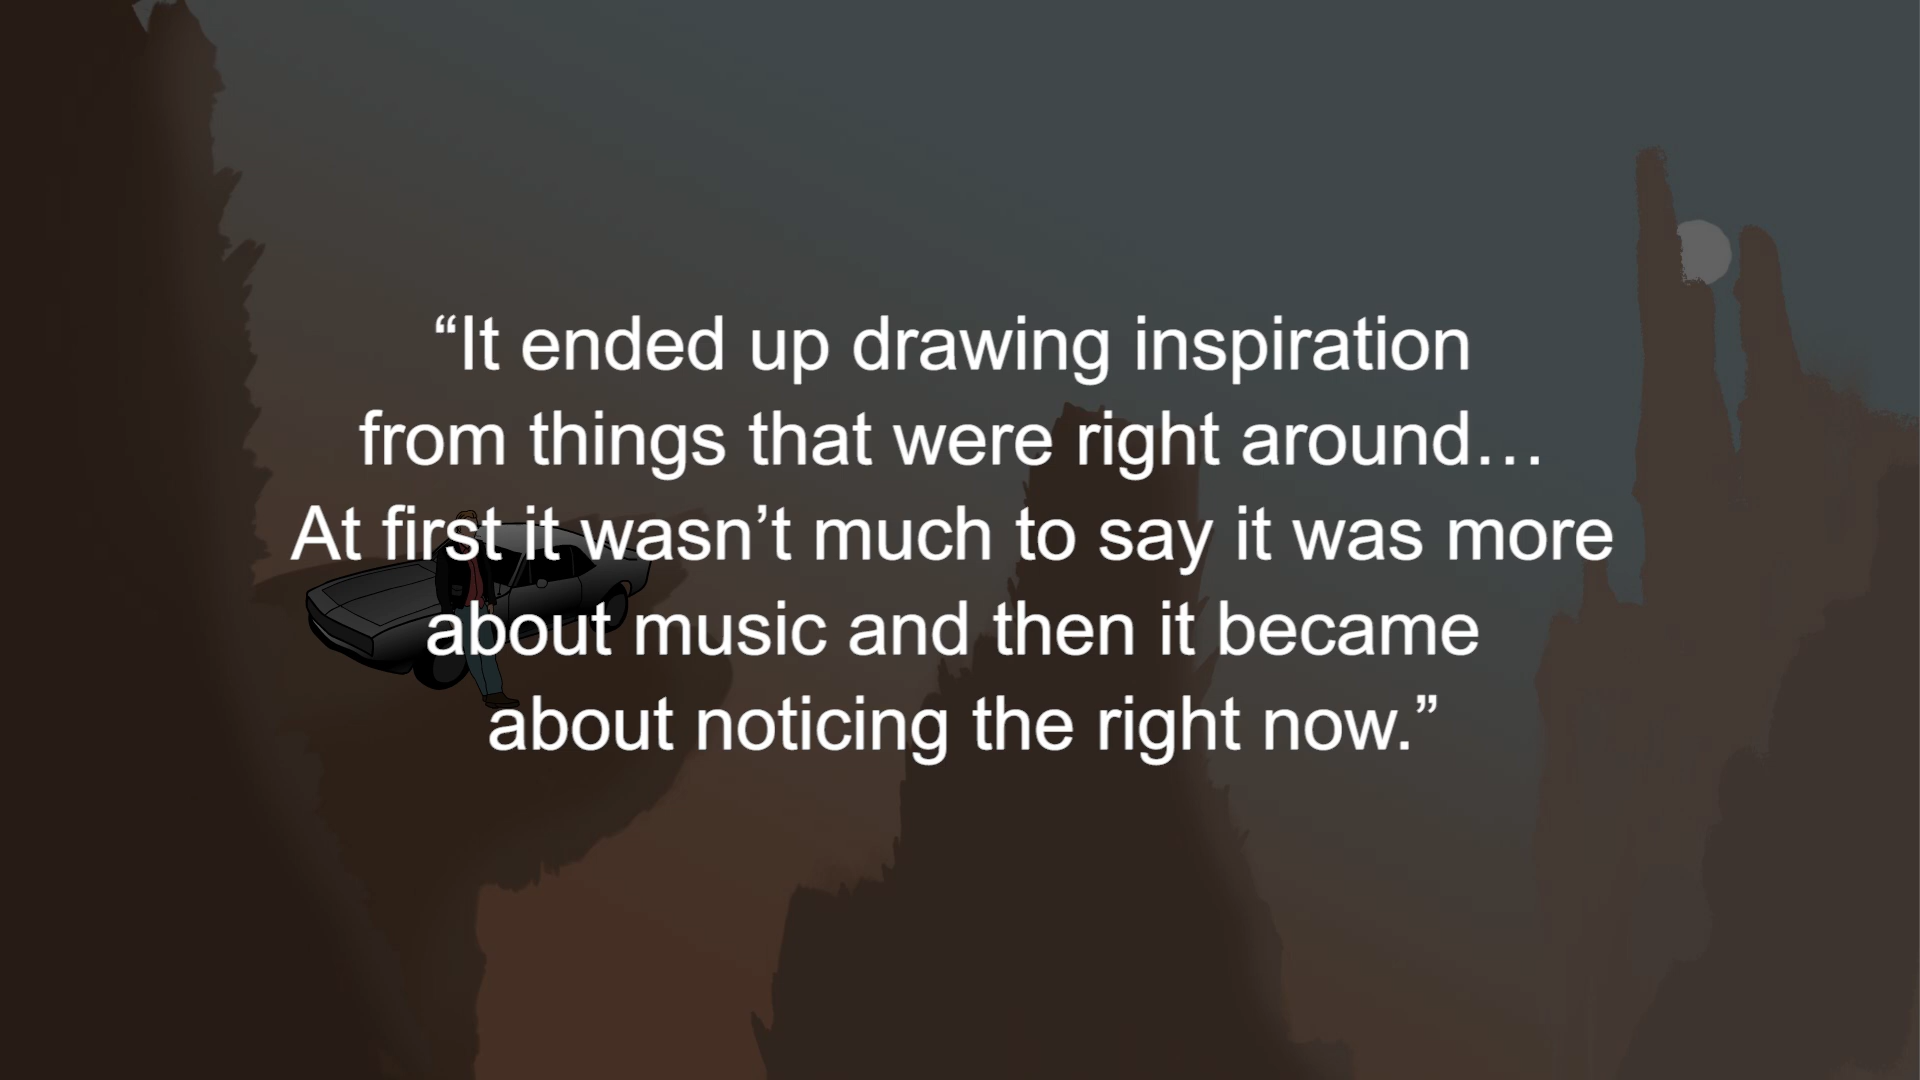 “It ended up drawing inspiration
from things that were right around…
At first it wasn’t much to say it was more
about music and then it became
about noticing the right now.”